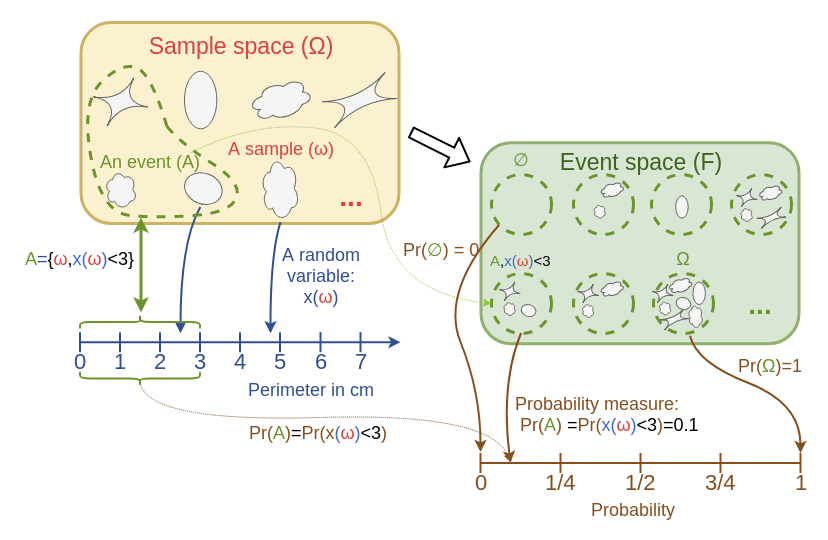 Sample space (Ω)
An event (A)
A sample (ω)
...
Event space (F)
∅
A={ω,x(ω)<3}
A random
variable:
x(ω)
Pr(∅) = 0
A,x(ω)<3
Ω
...
0 1 2 3 4 5 6 7
Perimeter in cm
Pr(Ω)=1
Probability measure:
Pr(A) =Pr(x(ω)<3)=0.1
Pr(A)=Pr(x(ω)<3)
0 1/4 1/2 3/4 1
Probability